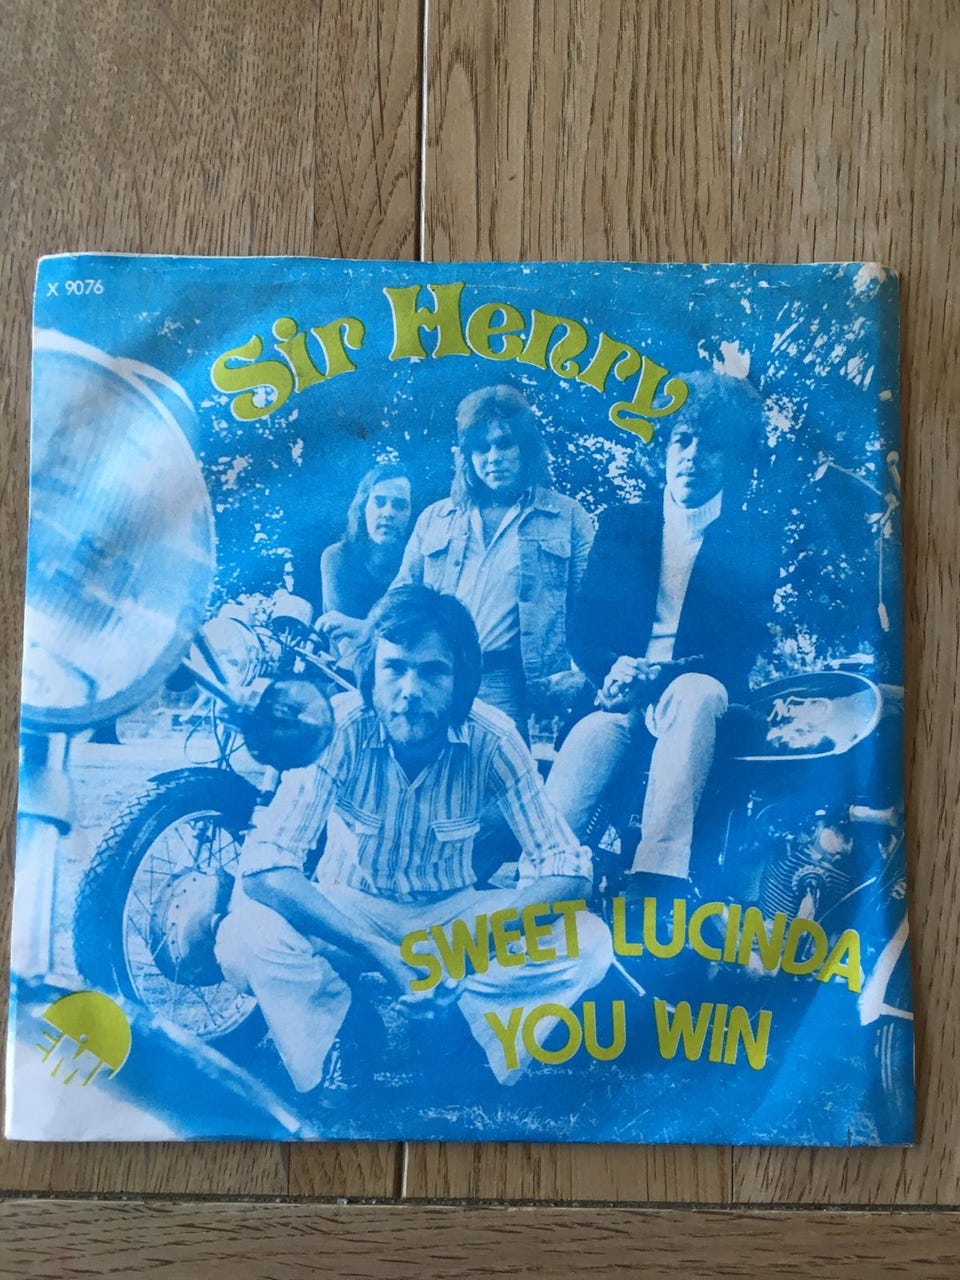 X 9076
Sir Henry
SWEET LUCINDA
YOU WIN
EMI